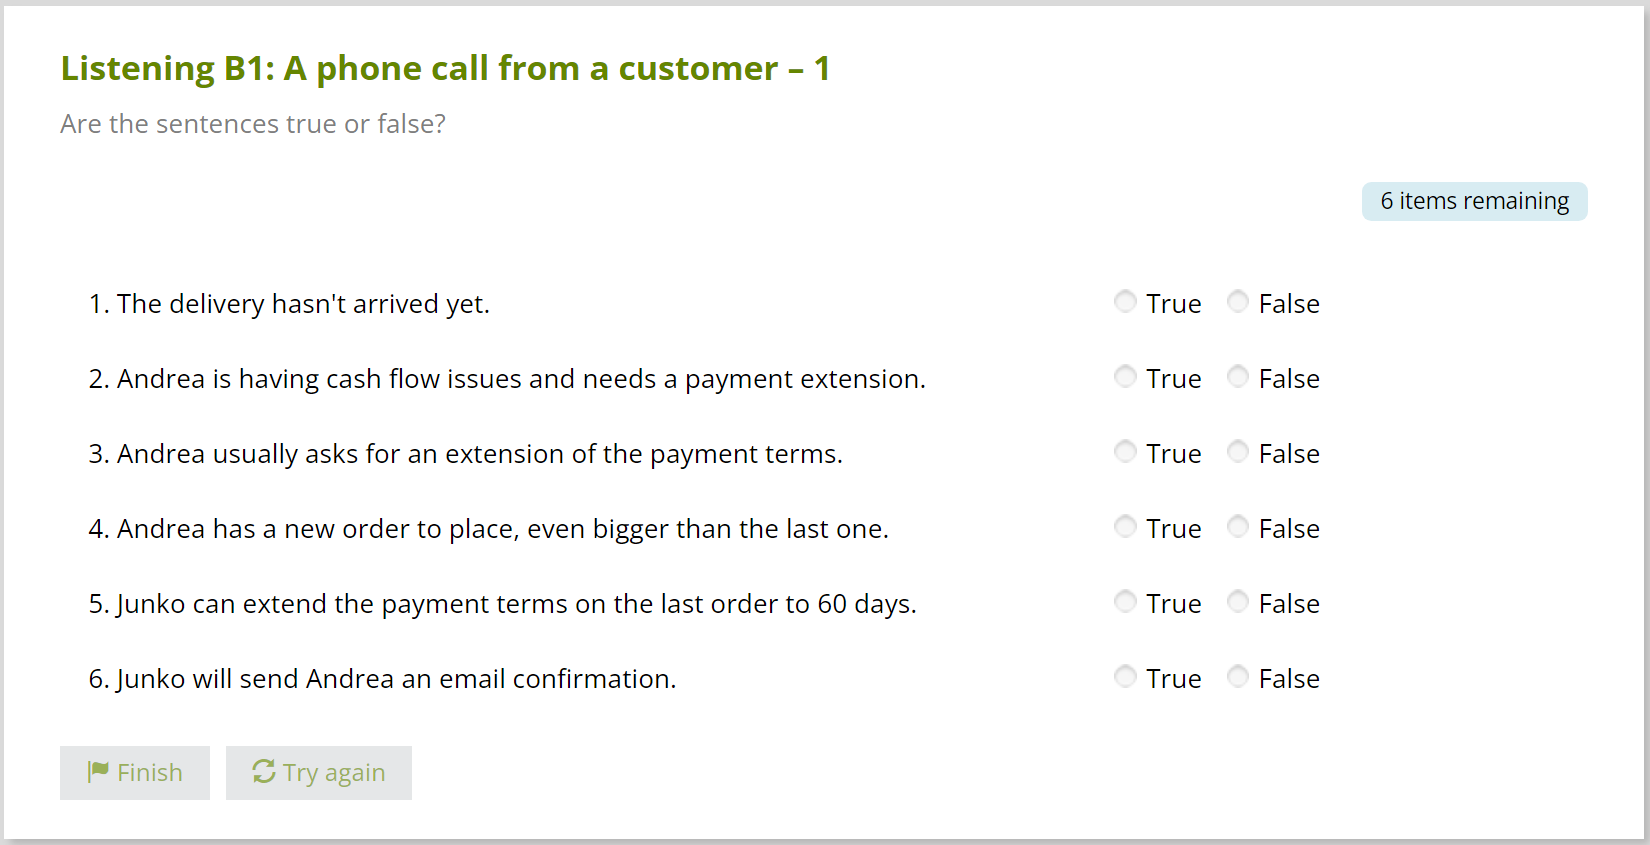 Listening B1: A phone call from a customer – 1
Are the sentences true or false?
6 items remaining
1. The delivery hasn't arrived yet. True False
2. Andrea is having cash flow issues and needs a payment extension. True False
3. Andrea usually asks for an extension of the payment terms. True False
4. Andrea has a new order to place, even bigger than the last one. True False
5. Junko can extend the payment terms on the last order to 60 days. True False
6. Junko will send Andrea an email confirmation. True False
Finish Try again